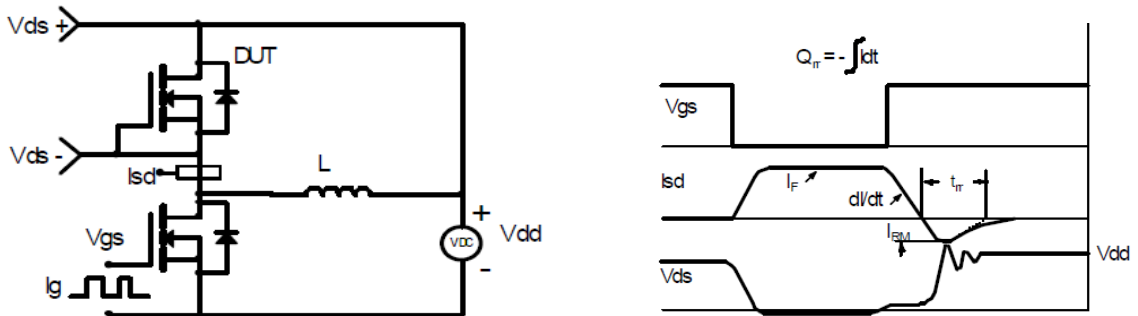 Vds +
DUT
Vds -
Isd
L
+
Vdd
VDC
-
Vgs
Ig
Qrr = - ∫Idt
Vgs
Isd
IF
dI/dt
trr
IRM
Vds
Vdd